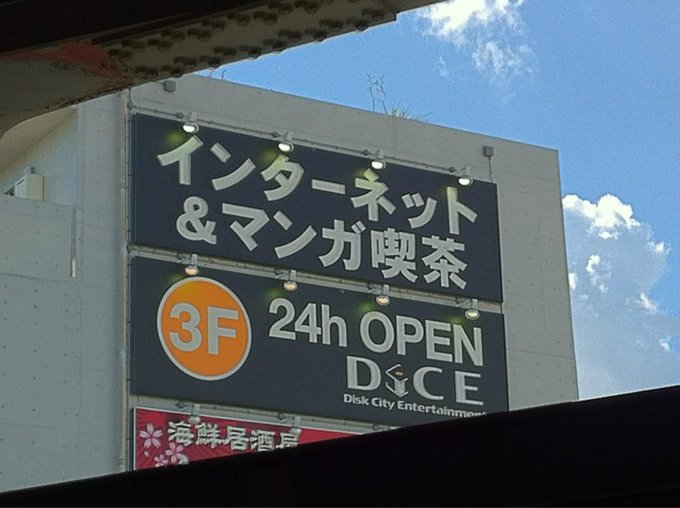 インターネット
&マンガ喫茶
3F
24h OPEN
DiCE
Disk City Entertainment
海鮮居酒屋